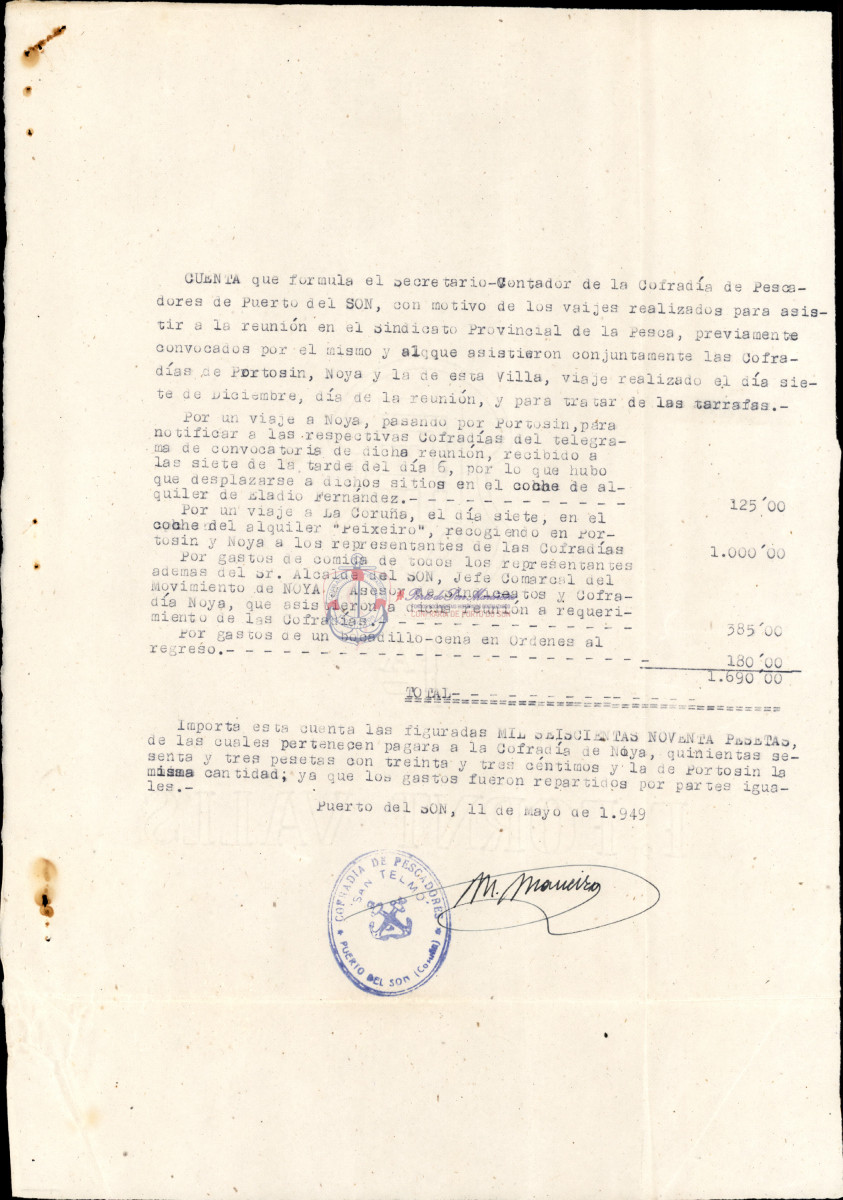 CUENTA que formula el Secretario-Contador de la Cofradía de Pesca-
dores de Puerto del SON, con motivo de los vaijes realizados para asis-
tir a la reunión en el Sindicato Provincial de la Pesca, previamente
convocados por el mismo y alqque asistieron conjuntamente las Cofra-
días de Portosin, Noya y la de esta Villa, viaje realizado el día sie-
te de Diciembre, día de la reunión, y para tratar de las tarrafas.-
Por un viaje a Noya, pasando por Portosin, para
notificar a las respectivas Cofradías del telegra-
ma de convocatoria de dicha reunión, recibido a
las siete de la tarde del día 6, por lo que hubo
que desplazarse a dichos sitios en el coche de al-
quiler de Eladio Fernández.- - - - - - - - - - - - - 125'00
Por un viaje a La Coruña, el día siete, en el
coche del alquiler "Peixeiro", recogiendo en Por-
tosin y Noya a los representantes de las Cofradías 1.000'00
Por gastos de comida de todos los representantes
ademas del Sr. Alcalde del SON, Jefe Comarcal del
Movimiento de NOYA, Asesor de y Cofra-
día Noya, que asistieron a dicha reunión a requeri-
miento de las Cofradías.- - - - - - - - - - - - - - - 385'00
Por gastos de un bocadillo-cena en Ordenes al
regreso.- - - - - - - - - - - - - - - - - - - - - - - - 180'00
1.690'00
TOTAL- - - - - - - - - - - - - -
Importa esta cuenta las figuradas MIL SEISCIENTAS NOVENTA PESETAS,
de las cuales pertenecen pagara a la Cofradía de Noya, quinientas se-
senta y tres pesetas con treinta y tres céntimos y la de Portosin la
misma cantidad; ya que los gastos fueron repartidos por partes igua-
les.-
Puerto del SON, 11 de Mayo de 1.949
M. Maneiro
COFRADIA DE PESCADORES
"SAN TELMO"
PUERTO DEL SON (Coruña)